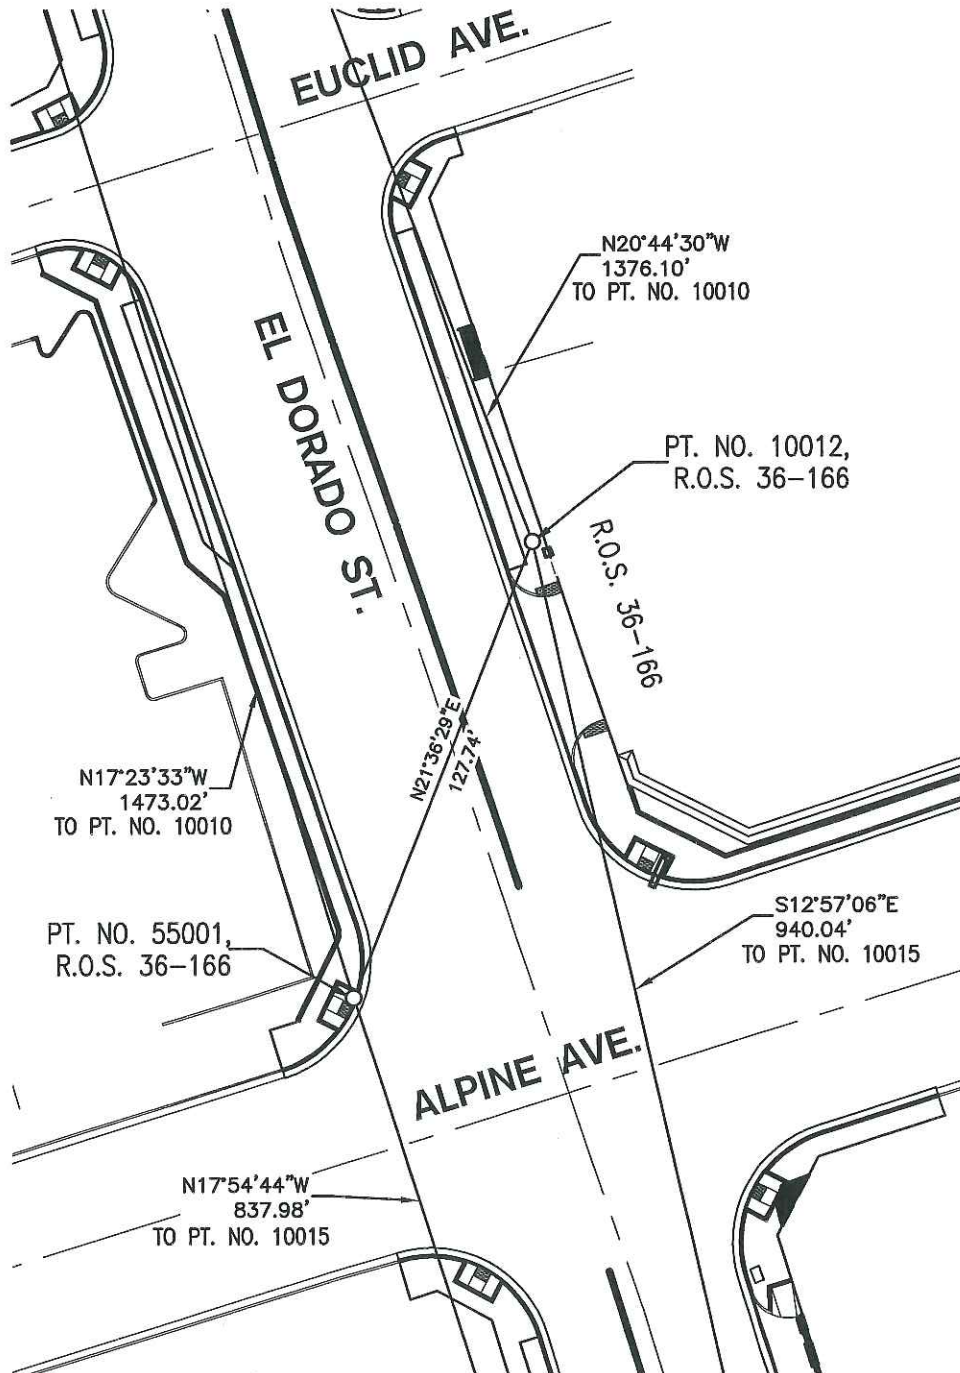 EUCLID AVE.
N20°44'30"W
1376.10'
TO PT. NO. 10010
EL DORADO ST.
PT. NO. 10012,
R.O.S. 36-166
R.O.S. 36-166
N21°36'29"E
127.74'
N17°23'33"W
1473.02'
TO PT. NO. 10010
S12°57'06"E
940.04'
TO PT. NO. 10015
PT. NO. 55001,
R.O.S. 36-166
ALPINE AVE.
N17°54'44"W
837.98'
TO PT. NO. 10015